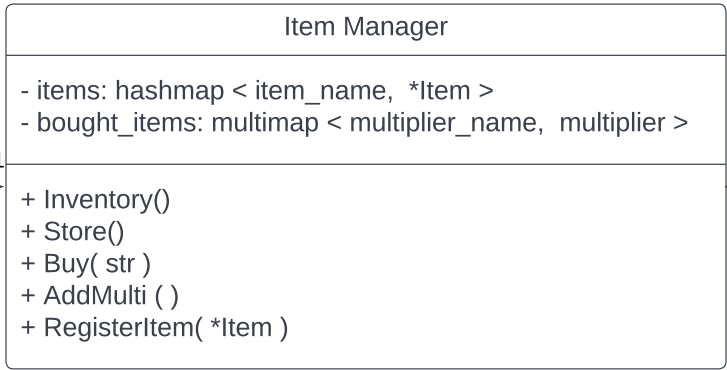 Item Manager
- items: hashmap < item_name,  *Item >
- bought_items: multimap < multiplier_name,  multiplier >
+ Inventory()
+ Store()
+ Buy( str )
+ AddMulti ( )
+ RegisterItem( *Item )